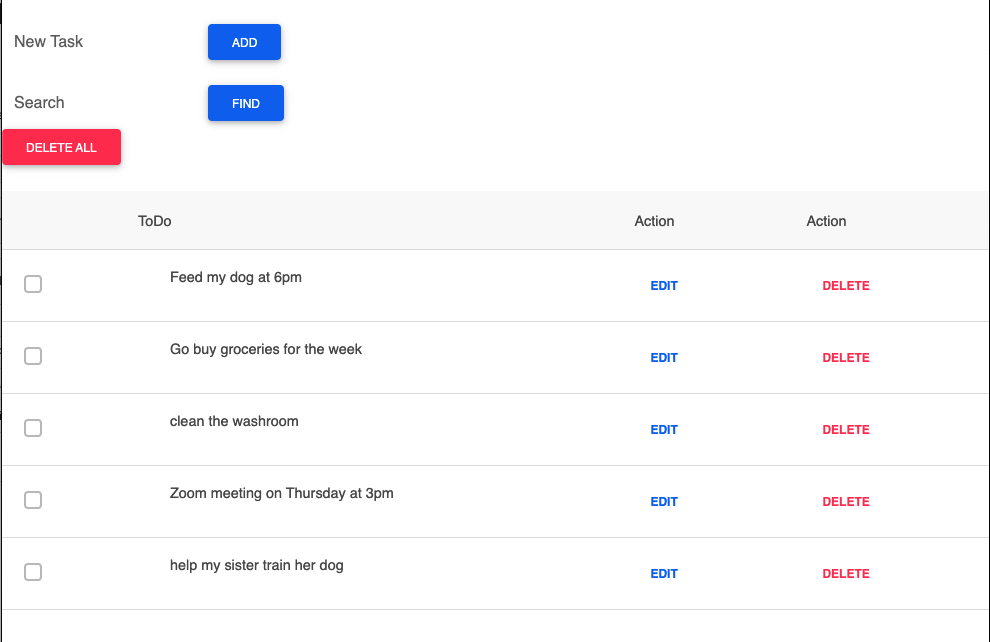 New Task ADD
Search FIND
DELETE ALL
ToDo Action Action
Feed my dog at 6pm EDIT DELETE
Go buy groceries for the week EDIT DELETE
clean the washroom EDIT DELETE
Zoom meeting on Thursday at 3pm EDIT DELETE
help my sister train her dog EDIT DELETE